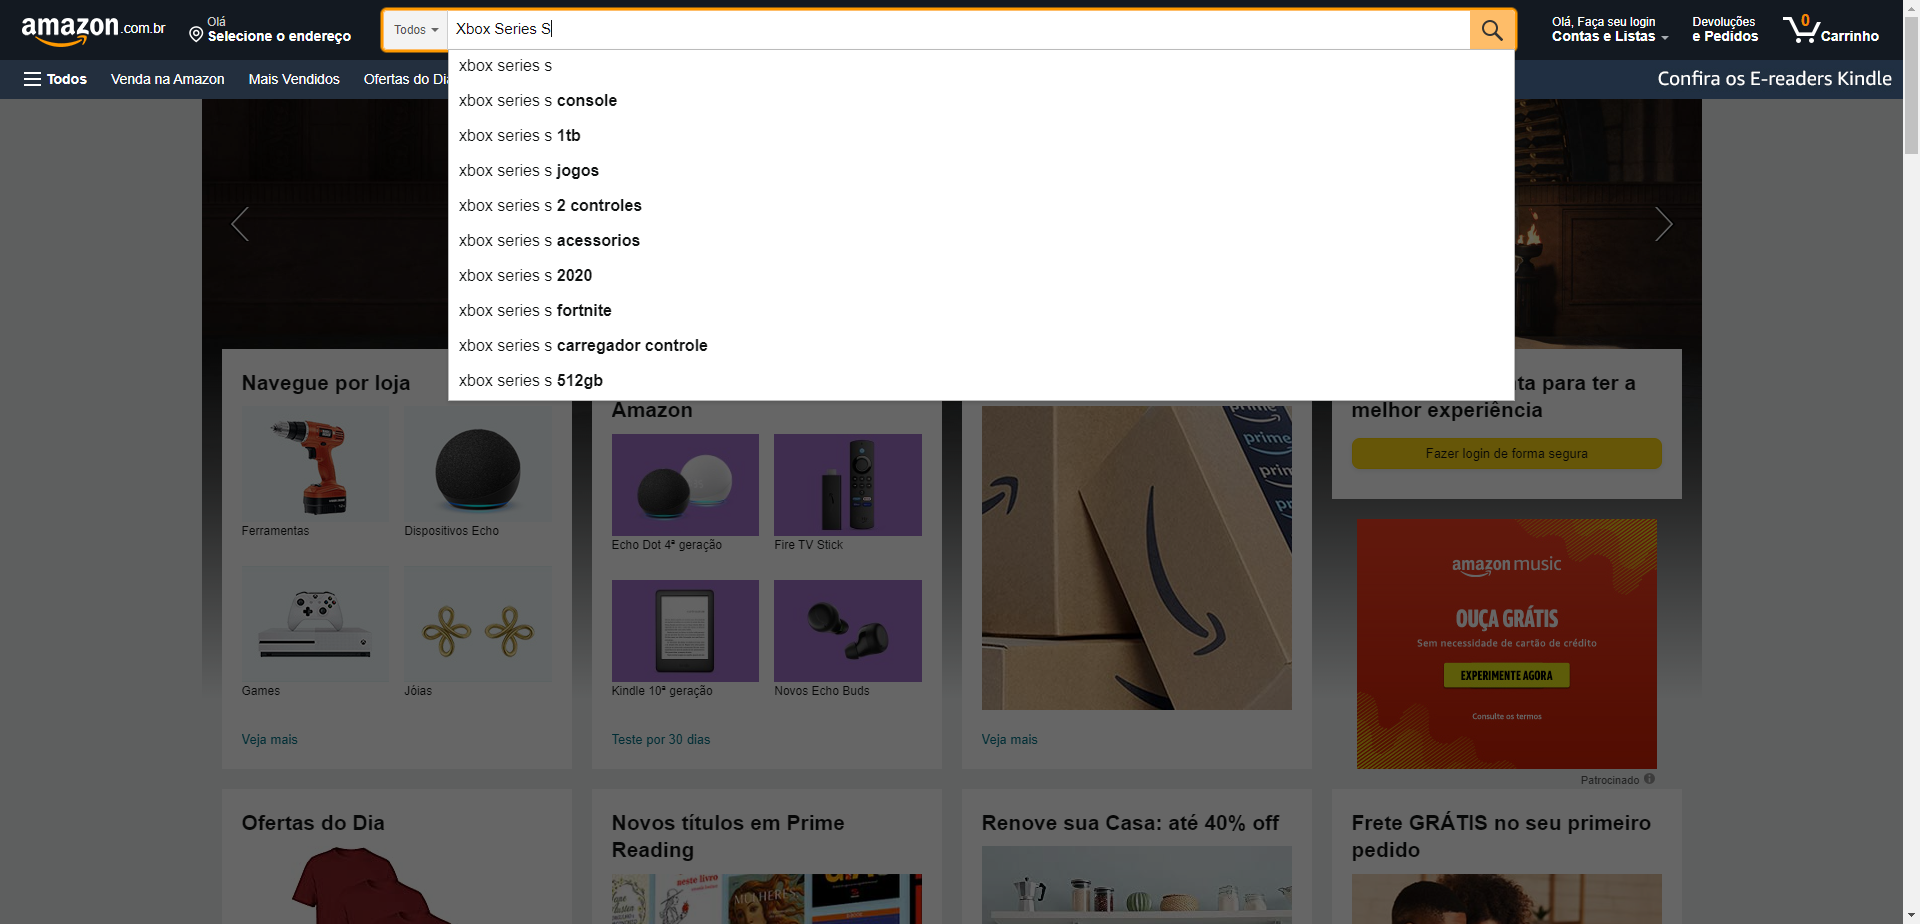 amazon.com.br
Olá
Selecione o endereço
Todos
Xbox Series S
Olá, Faça seu login
Contas e Listas
Devoluções
e Pedidos
0
Carrinho
Todos
Venda na Amazon
Mais Vendidos
Ofertas do Di
Confira os E-readers Kindle
xbox series s
xbox series s console
xbox series s 1tb
xbox series s jogos
xbox series s 2 controles
xbox series s acessorios
xbox series s 2020
xbox series s fortnite
xbox series s carregador controle
xbox series s 512gb
Navegue por loja
Ferramentas
Dispositivos Echo
Games
Jóias
Veja mais
Amazon
Echo Dot 4ª geração
Fire TV Stick
Kindle 10ª geração
Novos Echo Buds
Teste por 30 dias
prime
prime
prim
Veja mais
ta para ter a
melhor experiência
Fazer login de forma segura
amazon music
OUÇA GRÁTIS
Sem necessidade de cartão de crédito
EXPERIMENTE AGORA
Consulte os termos
Patrocinado
Ofertas do Dia
Novos títulos em Prime
Reading
neste livro
MULHERES
Renove sua Casa: até 40% off
Frete GRÁTIS no seu primeiro
pedido